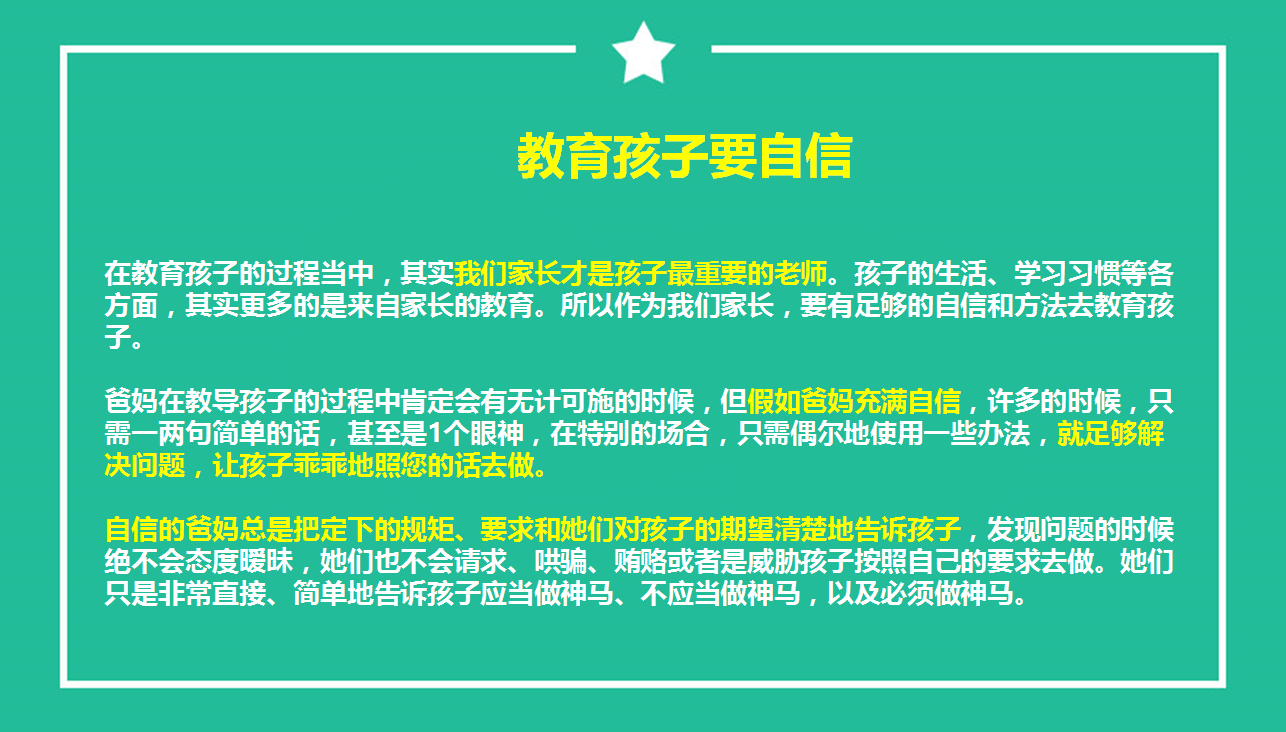 教育孩子要自信
在教育孩子的过程当中，其实我们家长才是孩子最重要的老师。孩子的生活、学习习惯等各
方面，其实更多的是来自家长的教育。所以作为我们家长，要有足够的自信和方法去教育孩
子。
爸妈在教导孩子的过程中肯定会有无计可施的时候，但假如爸妈充满自信，许多的时候，只
需一两句简单的话，甚至是1个眼神，在特别的场合，只需偶尔地使用一些办法，就足够解
决问题，让孩子乖乖地照您的话去做。
自信的爸妈总是把定下的规矩、要求和她们对孩子的期望清楚地告诉孩子，发现问题的时候
绝不会态度暧昧，她们也不会请求、哄骗、贿赂或者是威胁孩子按照自己的要求去做。她们
只是非常直接、简单地告诉孩子应当做神马、不应当做神马，以及必须做神马。